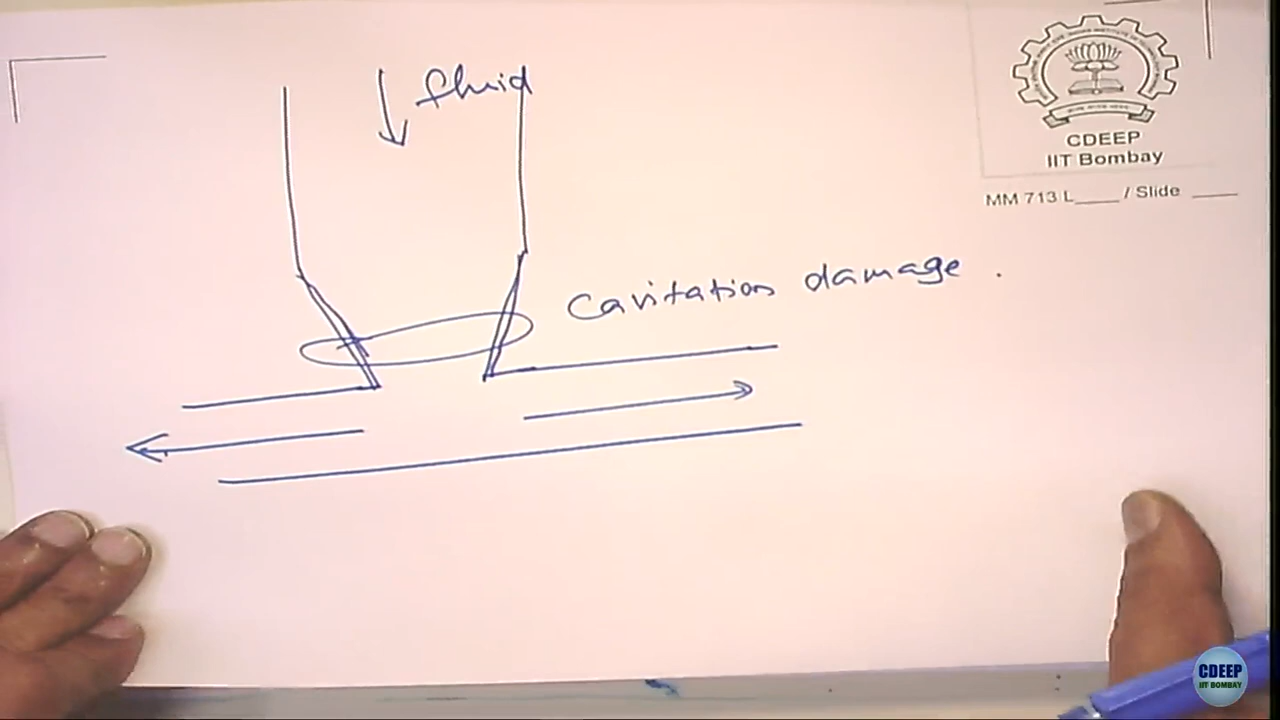 fluid
CDEEP
IIT Bombay
MM 713 L____ / Slide ____
Cavitation damage .
CDEEP
IIT BOMBAY